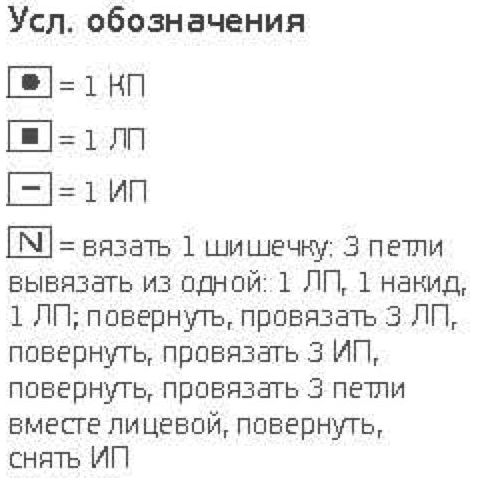 Усл. обозначения
● = 1 КП
■ = 1 ЛП
− = 1 ИП
N = вязать 1 шишечку: 3 петли
вывязать из одной: 1 ЛП, 1 накид,
1 ЛП; повернуть, провязать 3 ЛП,
повернуть, провязать 3 ИП,
повернуть, провязать 3 петли
вместе лицевой, повернуть,
снять ИП